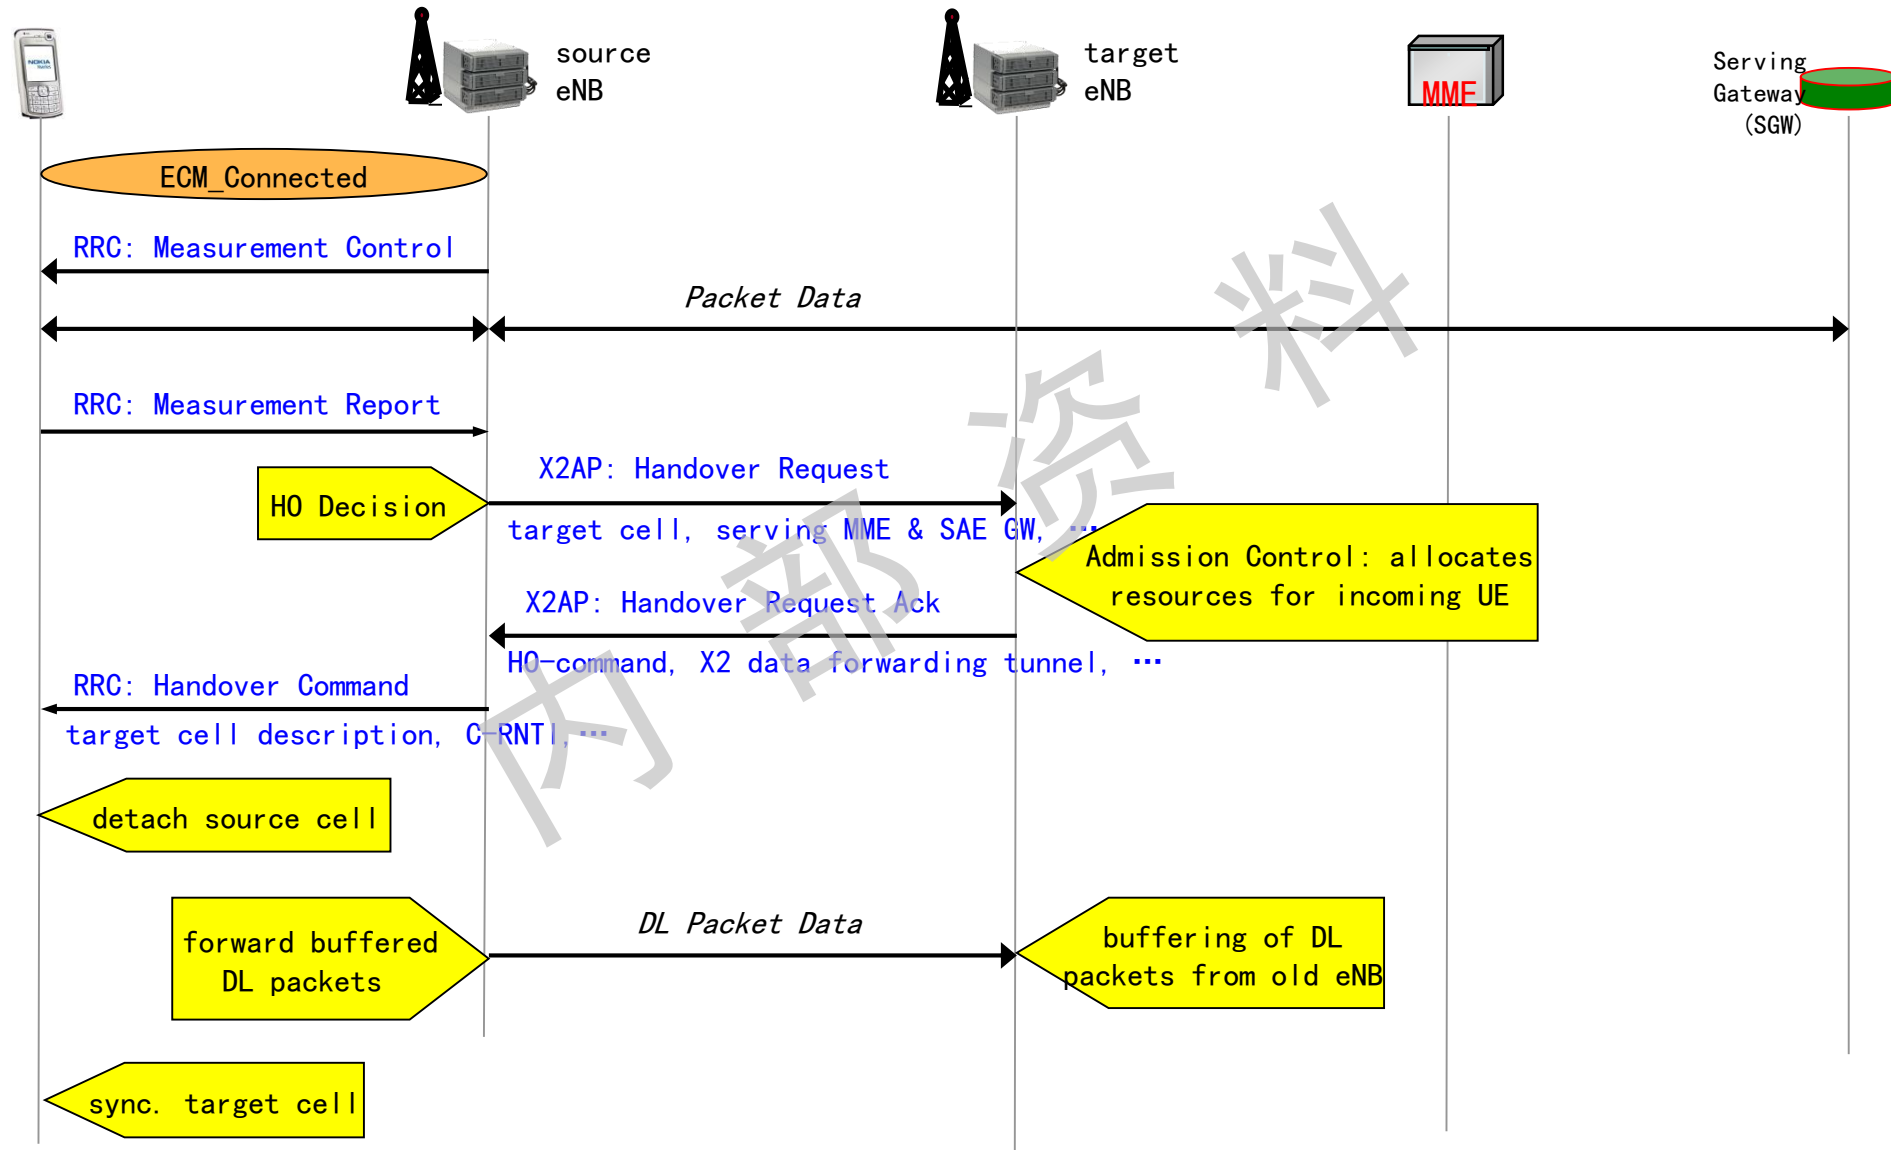 source
eNB
target
eNB
MME
Serving
Gateway
(SGW)
NOKIA
ECM_Connected
RRC: Measurement Control
Packet Data
RRC: Measurement Report
X2AP: Handover Request
HO Decision
target cell, serving MME & SAE GW, …
Admission Control: allocates
resources for incoming UE
X2AP: Handover Request Ack
HO-command, X2 data forwarding tunnel, …
RRC: Handover Command
target cell description, C-RNTI,…
detach source cell
DL Packet Data
forward buffered
DL packets
buffering of DL
packets from old eNB
sync. target cell
内部资料